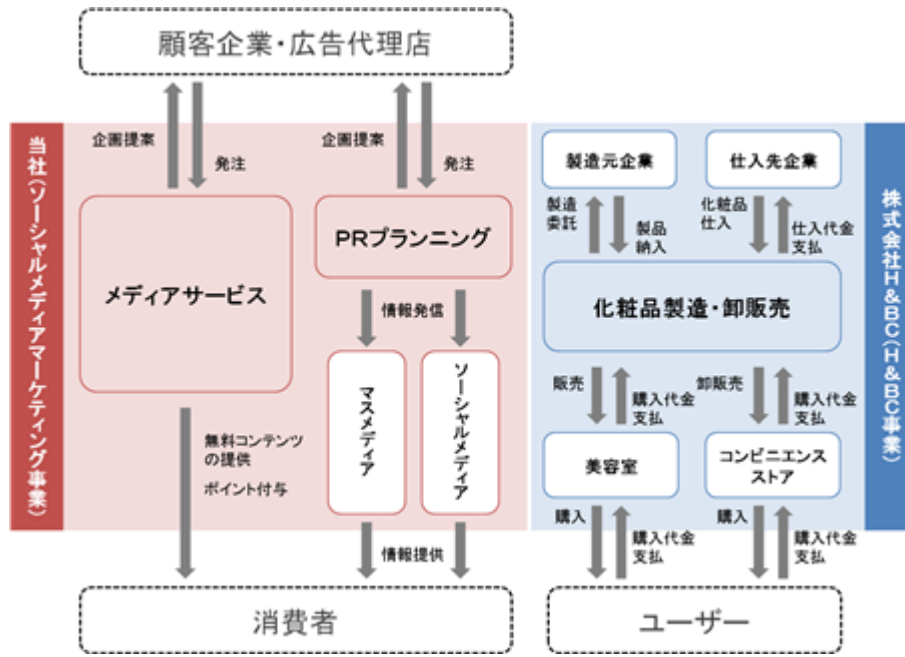 顧客企業・広告代理店
企画提案
発注
企画提案
発注
当社(ソーシャルメディアマーケティング事業)
メディアサービス
PRプランニング
情報発信
マスメディア
ソーシャルメディア
無料コンテンツ
の提供
ポイント付与
情報提供
消費者
製造元企業
仕入先企業
製造
委託
製品
納入
化粧品
仕入
仕入代金
支払
化粧品製造・卸販売
販売
購入代金
支払
卸販売
購入代金
支払
美容室
コンビニエンス
ストア
購入
購入代金
支払
購入
購入代金
支払
ユーザー
株式会社H&BC(H&BC事業)